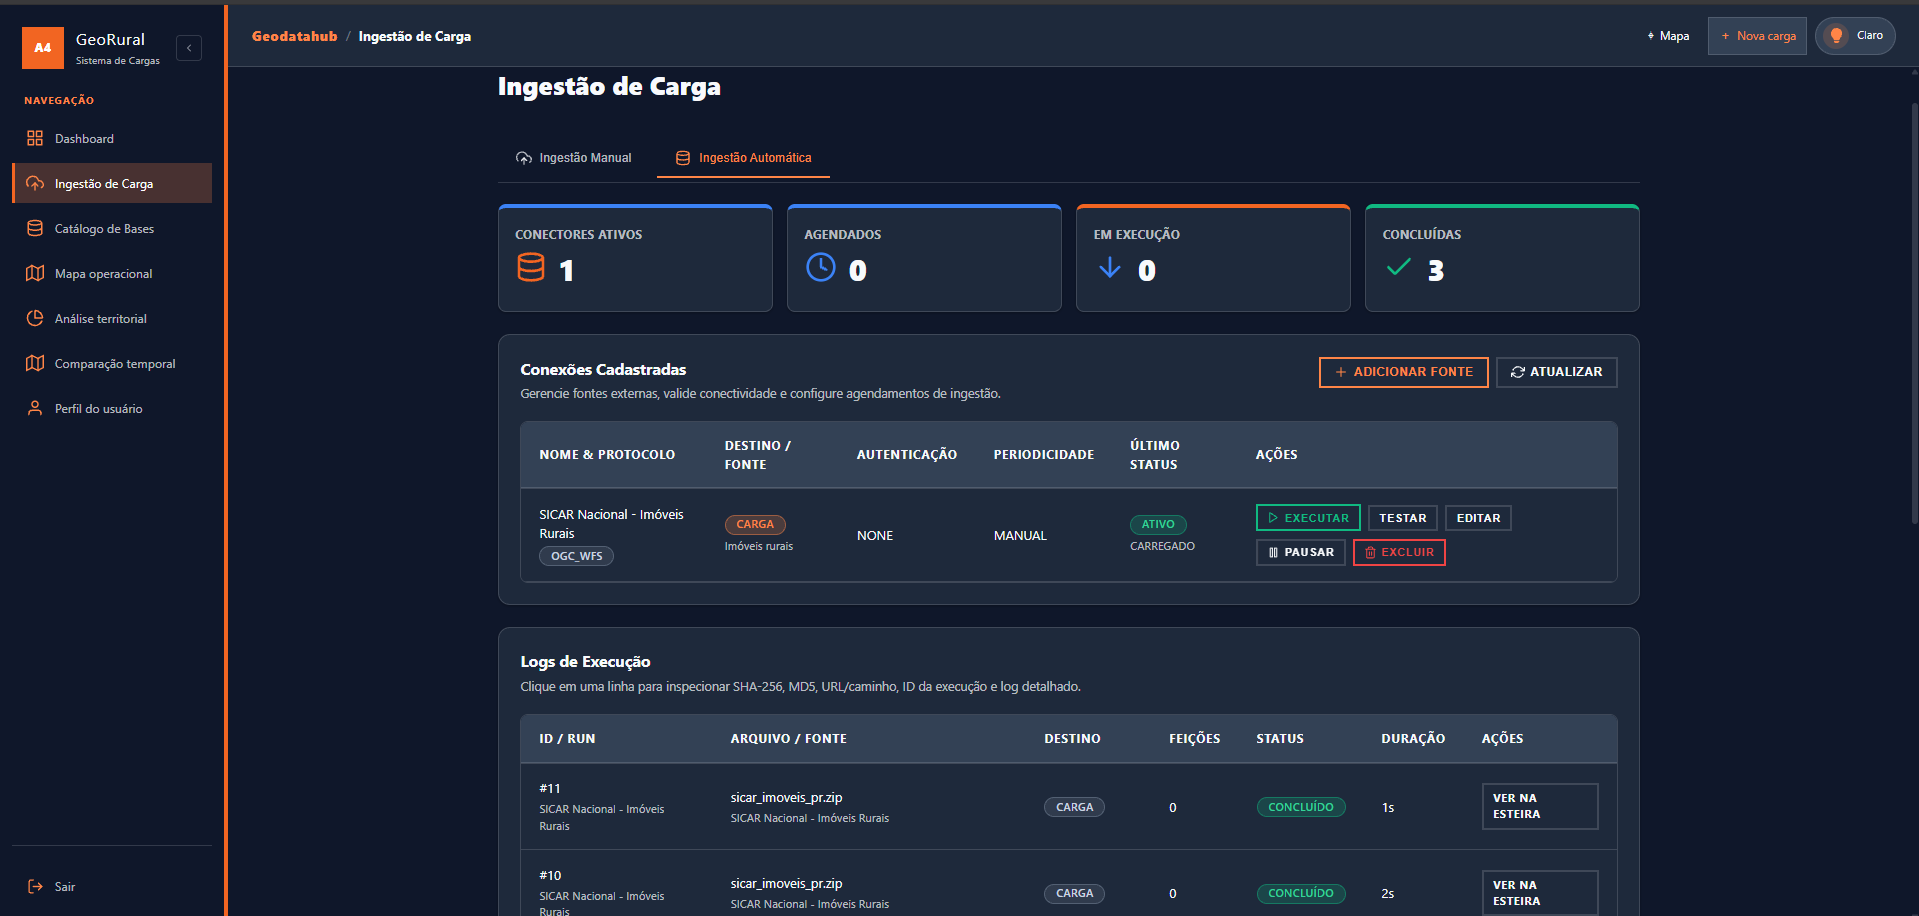 A4
GeoRural
Sistema de Cargas
NAVEGAÇÃO
Dashboard
Ingestão de Carga
Catálogo de Bases
Mapa operacional
Análise territorial
Comparação temporal
Perfil do usuário
Sair
Geodatahub / Ingestão de Carga
Mapa
+ Nova carga
Claro
Ingestão de Carga
Ingestão Manual
Ingestão Automática
CONECTORES ATIVOS
1
AGENDADOS
0
EM EXECUÇÃO
0
CONCLUÍDAS
3
Conexões Cadastradas
Gerencie fontes externas, valide conectividade e configure agendamentos de ingestão.
+ ADICIONAR FONTE
ATUALIZAR
NOME & PROTOCOLO
DESTINO /
FONTE
AUTENTICAÇÃO
PERIODICIDADE
ÚLTIMO
STATUS
AÇÕES
SICAR Nacional - Imóveis
Rurais
OGC_WFS
CARGA
Imóveis rurais
NONE
MANUAL
ATIVO
CARREGADO
EXECUTAR
TESTAR
EDITAR
PAUSAR
EXCLUIR
Logs de Execução
Clique em uma linha para inspecionar SHA-256, MD5, URL/caminho, ID da execução e log detalhado.
ID / RUN
ARQUIVO / FONTE
DESTINO
FEIÇÕES
STATUS
DURAÇÃO
AÇÕES
#11
SICAR Nacional - Imóveis
Rurais
sicar_imoveis_pr.zip
SICAR Nacional - Imóveis Rurais
CARGA
0
CONCLUÍDO
1s
VER NA
ESTEIRA
#10
SICAR Nacional - Imóveis
Rurais
sicar_imoveis_pr.zip
SICAR Nacional - Imóveis Rurais
CARGA
0
CONCLUÍDO
2s
VER NA
ESTEIRA